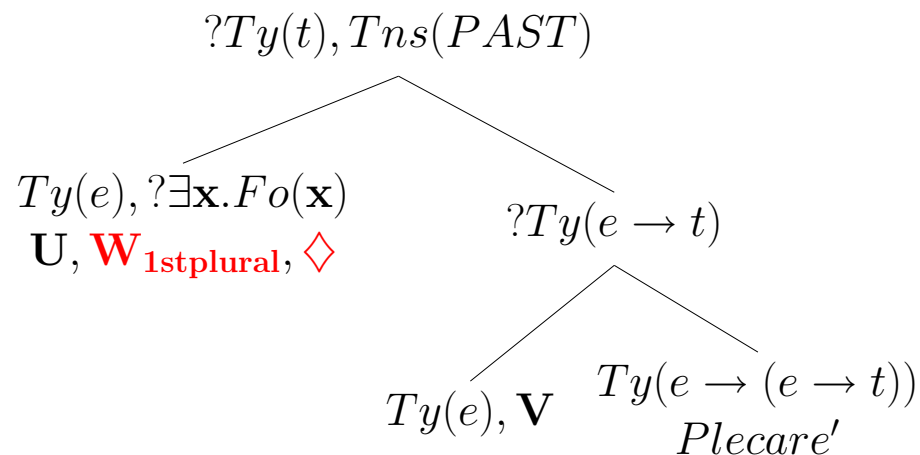 ?Ty(t), Tns(PAST)
Ty(e), ?∃x.Fo(x)
U, W₁ₛₜₚₗᵤᵣₐₗ, ◇
?Ty(e → t)
Ty(e), V
Ty(e → (e → t))
Plecare′